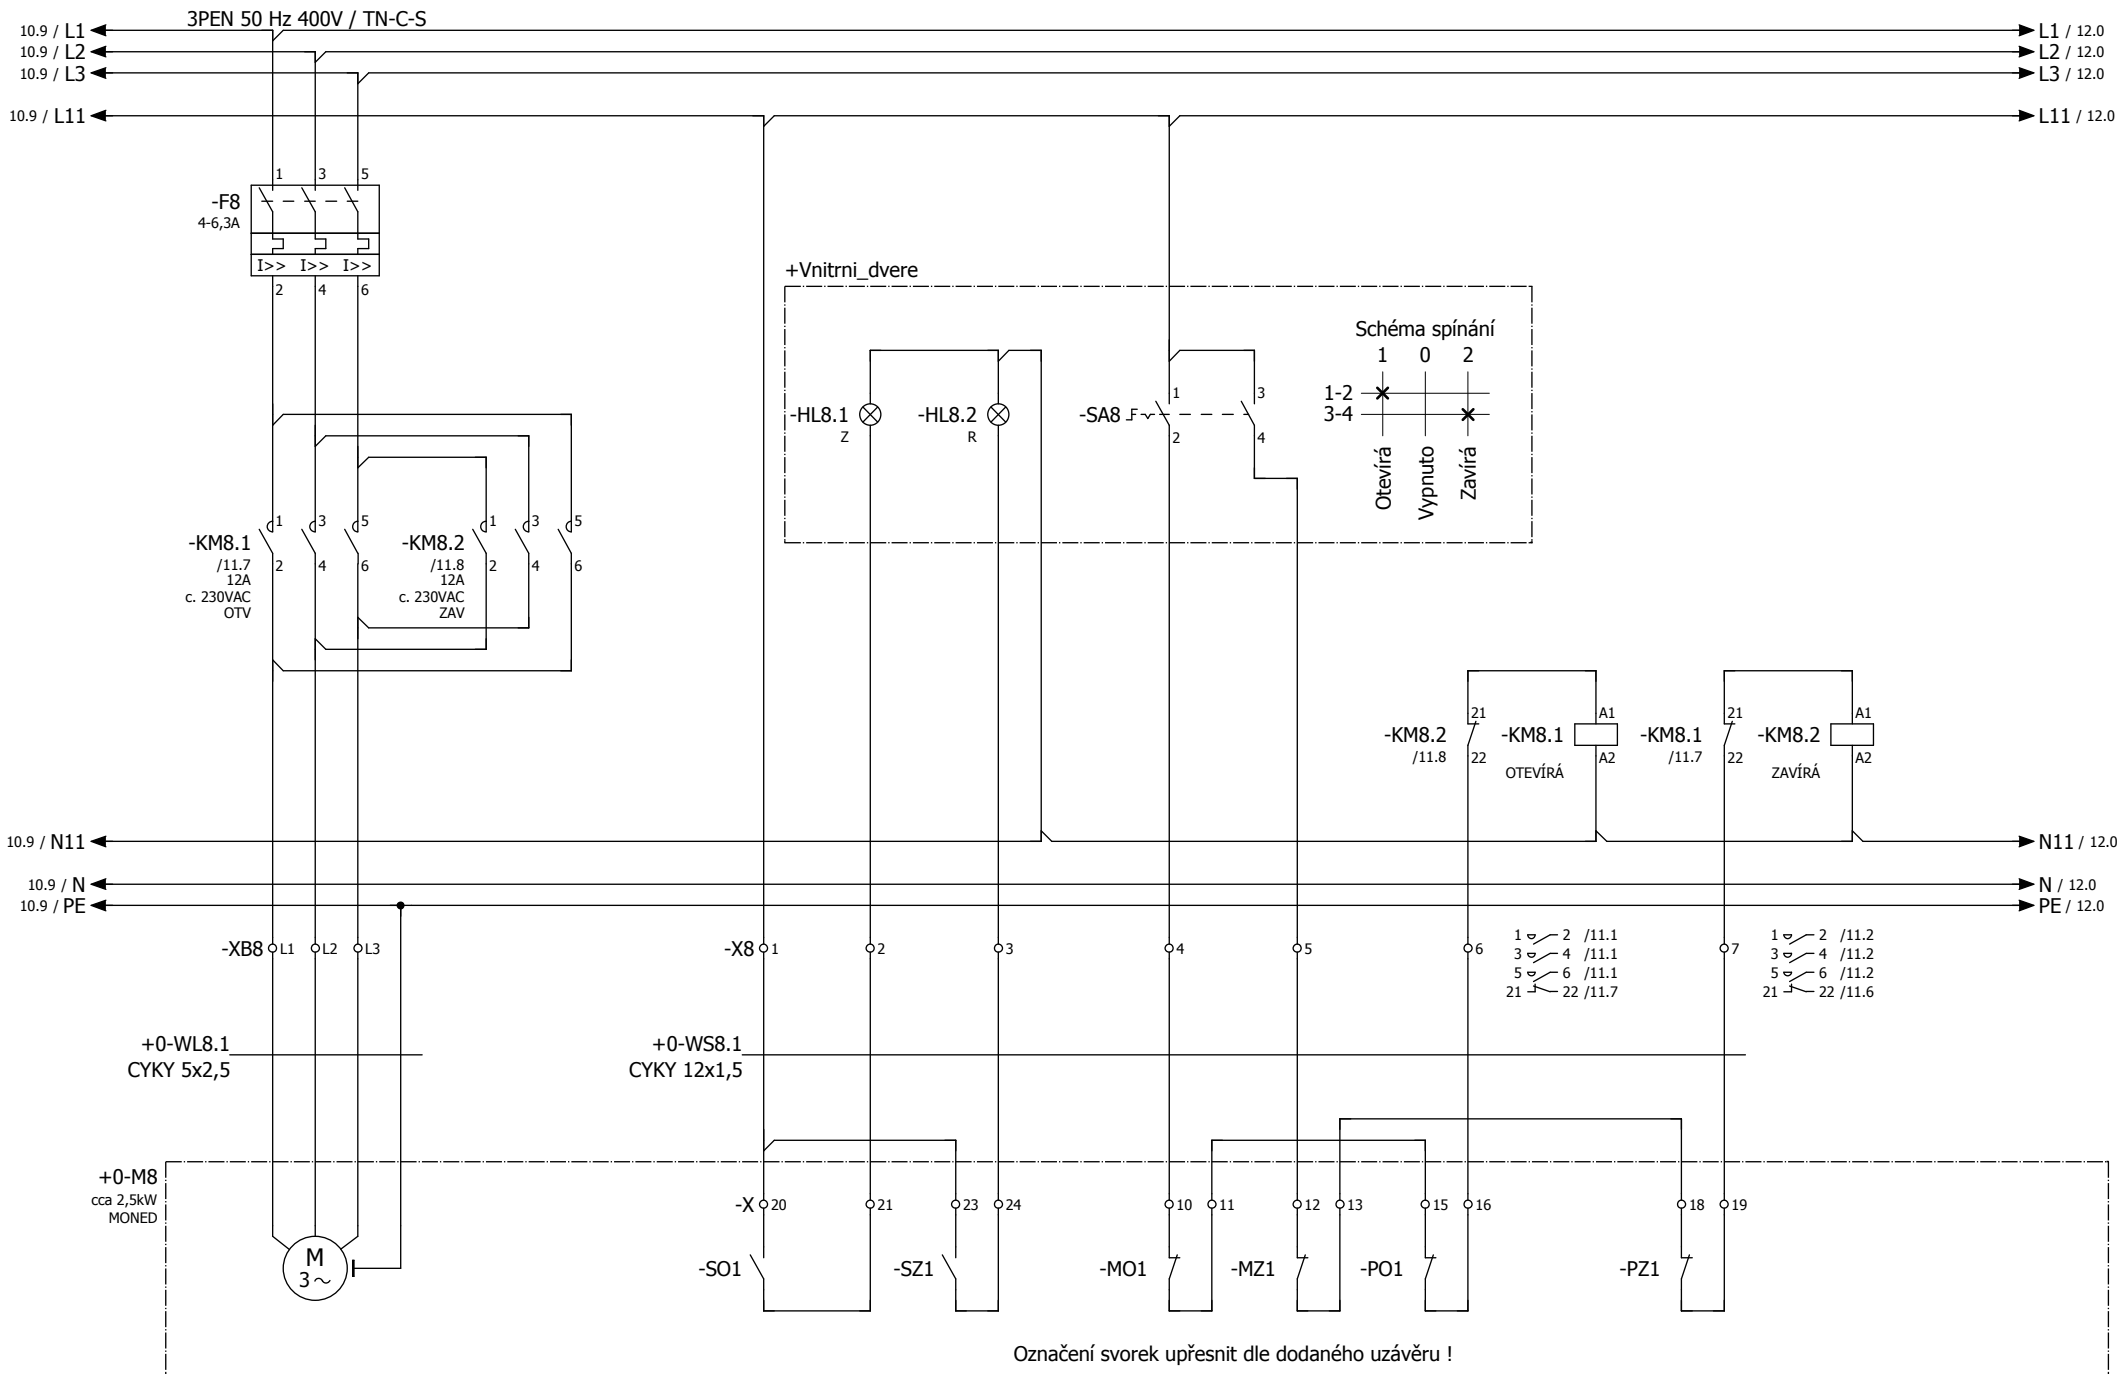 3PEN 50 Hz 400V / TN-C-S
10.9 / L1
L1 / 12.0
10.9 / L2
L2 / 12.0
10.9 / L3
L3 / 12.0
10.9 / L11
L11 / 12.0
1 3 5
-F8
4-6,3A
I>> I>> I>>
2 4 6
+Vnitrni_dvere
Schéma spínání
1 0 2
1-2
3-4
Otevírá
Vypnuto
Zavírá
-HL8.1
Z
-HL8.2
R
-SA8
1 3
2 4
-KM8.1
/11.7
12A
c. 230VAC
OTV
1 3 5
2 4 6
-KM8.2
/11.8
12A
c. 230VAC
ZAV
1 3 5
2 4 6
-KM8.2
/11.8
21
22
-KM8.1
OTEVÍRÁ
A1
A2
-KM8.1
/11.7
21
22
-KM8.2
ZAVÍRÁ
A1
A2
10.9 / N11
N11 / 12.0
10.9 / N
N / 12.0
10.9 / PE
PE / 12.0
-XB8 L1 L2 L3
-X8 1 2 3 4 5 6 7
1 2 /11.1
3 4 /11.1
5 6 /11.1
21 22 /11.7
1 2 /11.2
3 4 /11.2
5 6 /11.2
21 22 /11.6
+0-WL8.1
CYKY 5x2,5
+0-WS8.1
CYKY 12x1,5
+0-M8
cca 2,5kW
MONED
-X 20 21 23 24 10 11 12 13 15 16 18 19
M
3~
-SO1
-SZ1
-MO1
-MZ1
-PO1
-PZ1
Označení svorek upřesnit dle dodaného uzávěru !